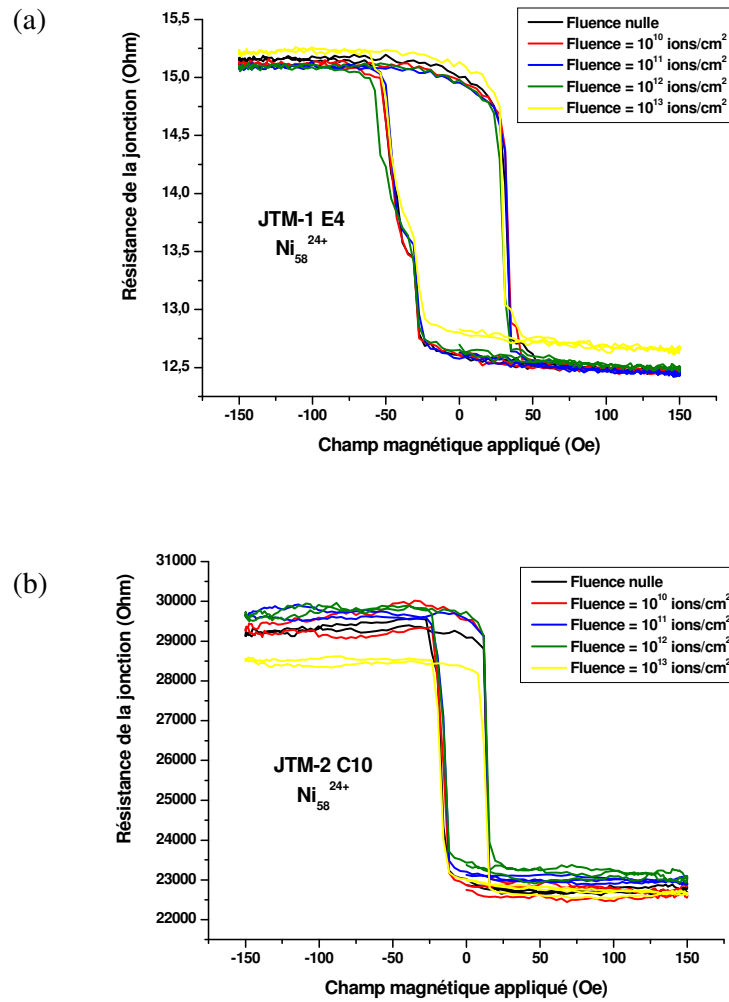 (a)
15,5
15,0
14,5
14,0
13,5
13,0
12,5
Résistance de la jonction (Ohm)
Fluence nulle
Fluence = 10¹⁰ ions/cm²
Fluence = 10¹¹ ions/cm²
Fluence = 10¹² ions/cm²
Fluence = 10¹³ ions/cm²
JTM-1 E4
Ni₅₈²⁴⁺
-150 -100 -50 0 50 100 150
Champ magnétique appliqué (Oe)
(b)
31000
30000
29000
28000
27000
26000
25000
24000
23000
22000
Résistance de la jonction (Ohm)
Fluence nulle
Fluence = 10¹⁰ ions/cm²
Fluence = 10¹¹ ions/cm²
Fluence = 10¹² ions/cm²
Fluence = 10¹³ ions/cm²
JTM-2 C10
Ni₅₈²⁴⁺
-150 -100 -50 0 50 100 150
Champ magnétique appliqué (Oe)